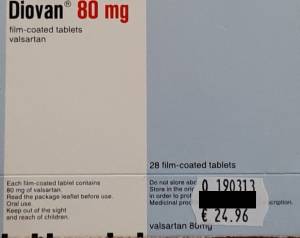 Diovan® 80 mg
film-coated tablets
valsartan
28 film-coated tablets
Each film-coated tablet contains
80 mg of valsartan.
Read the package leaflet before use.
Oral use.
Keep out of the sight
and reach of children.
Do not store abo
Store in the orig
in order to prot
Medicinal produ scription.
0 190313
€ 24.96
valsartan 80mg